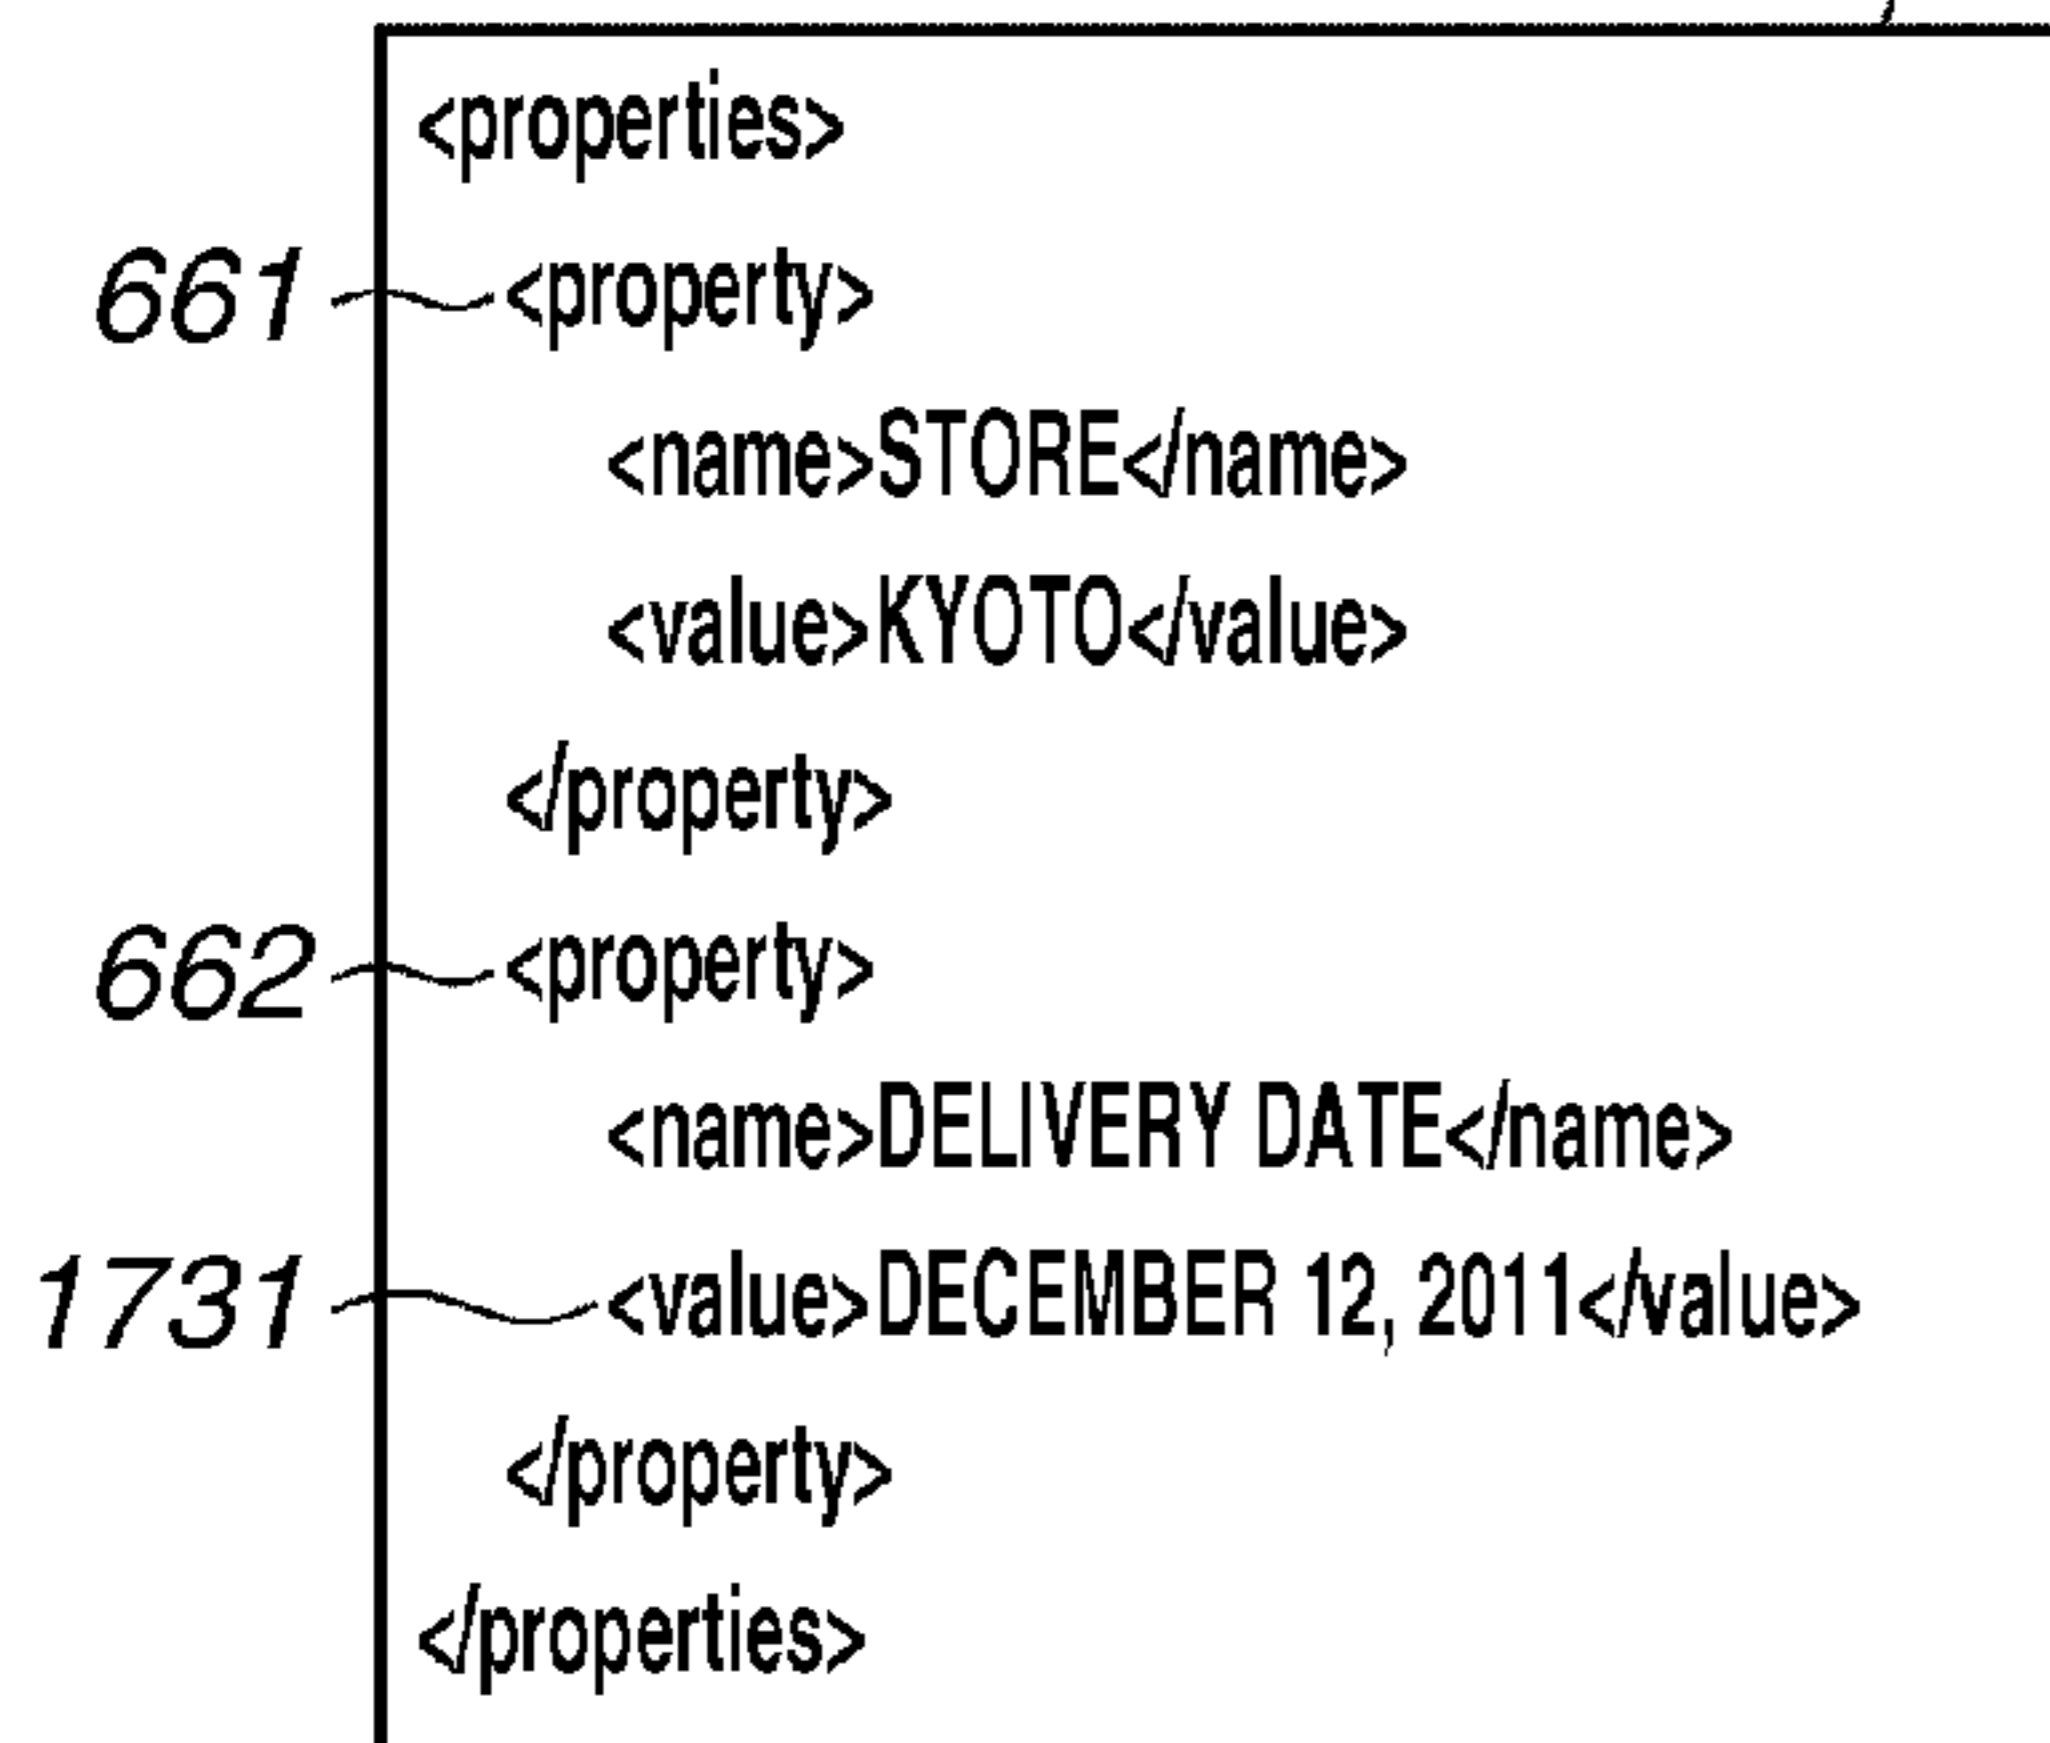 <properties>
661 <property>
<name>STORE</name>
<value>KYOTO</value>
</property>
662 <property>
<name>DELIVERY DATE</name>
1731 <value>DECEMBER 12, 2011</value>
</property>
</properties>